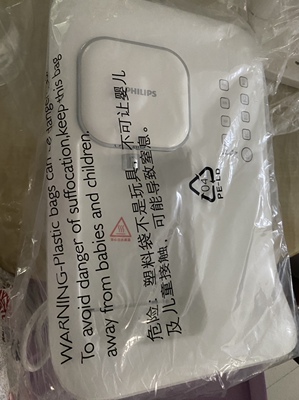 PHILIPS
WARNING-Plastic bags can be dangerous
To avoid danger of suffocation,keep this bag
away from babies and children.
危险：塑料袋不是玩具，不可让婴儿
及儿童接触，可能导致窒息。
04
PE-LD